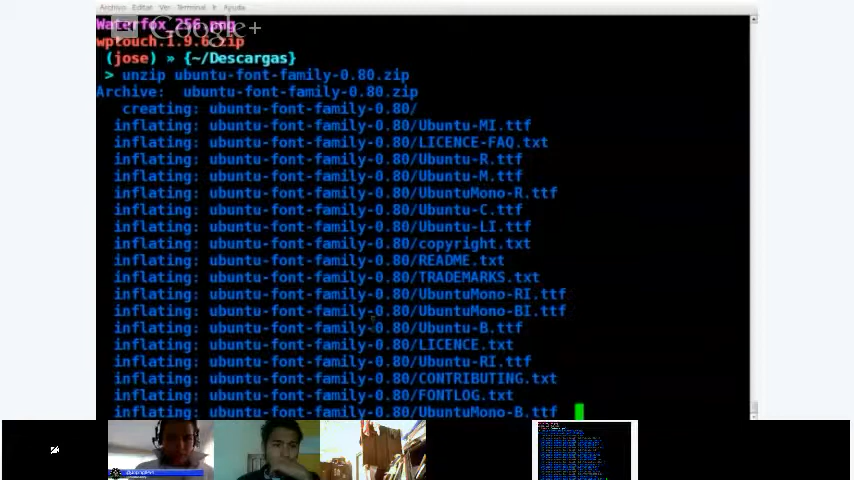 Archivo Editar Ver Terminal Ayuda
Waterfox 256.png
Google+
wptouch.1.9.6.zip
(jose) » {~/Descargas}
> unzip ubuntu-font-family-0.80.zip
Archive: ubuntu-font-family-0.80.zip
creating: ubuntu-font-family-0.80/
inflating: ubuntu-font-family-0.80/Ubuntu-MI.ttf
inflating: ubuntu-font-family-0.80/LICENCE-FAQ.txt
inflating: ubuntu-font-family-0.80/Ubuntu-R.ttf
inflating: ubuntu-font-family-0.80/Ubuntu-M.ttf
inflating: ubuntu-font-family-0.80/UbuntuMono-R.ttf
inflating: ubuntu-font-family-0.80/Ubuntu-C.ttf
inflating: ubuntu-font-family-0.80/Ubuntu-LI.ttf
inflating: ubuntu-font-family-0.80/copyright.txt
inflating: ubuntu-font-family-0.80/README.txt
inflating: ubuntu-font-family-0.80/TRADEMARKS.txt
inflating: ubuntu-font-family-0.80/UbuntuMono-RI.ttf
inflating: ubuntu-font-family-0.80/UbuntuMono-BI.ttf
inflating: ubuntu-font-family-0.80/Ubuntu-B.ttf
inflating: ubuntu-font-family-0.80/LICENCE.txt
inflating: ubuntu-font-family-0.80/Ubuntu-RI.ttf
inflating: ubuntu-font-family-0.80/CONTRIBUTING.txt
inflating: ubuntu-font-family-0.80/FONTLOG.txt
inflating: ubuntu-font-family-0.80/UbuntuMono-B.ttf